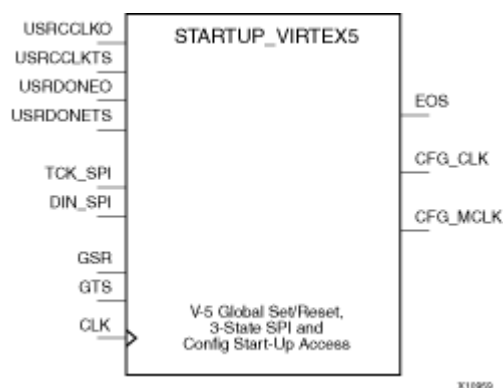 STARTUP_VIRTEX5
USRCCLKO
USRCCLKTS
USRDONEO
USRDONETS
TCK_SPI
DIN_SPI
GSR
GTS
CLK
EOS
CFG_CLK
CFG_MCLK
V-5 Global Set/Reset,
3-State SPI and
Config Start-Up Access
X10959